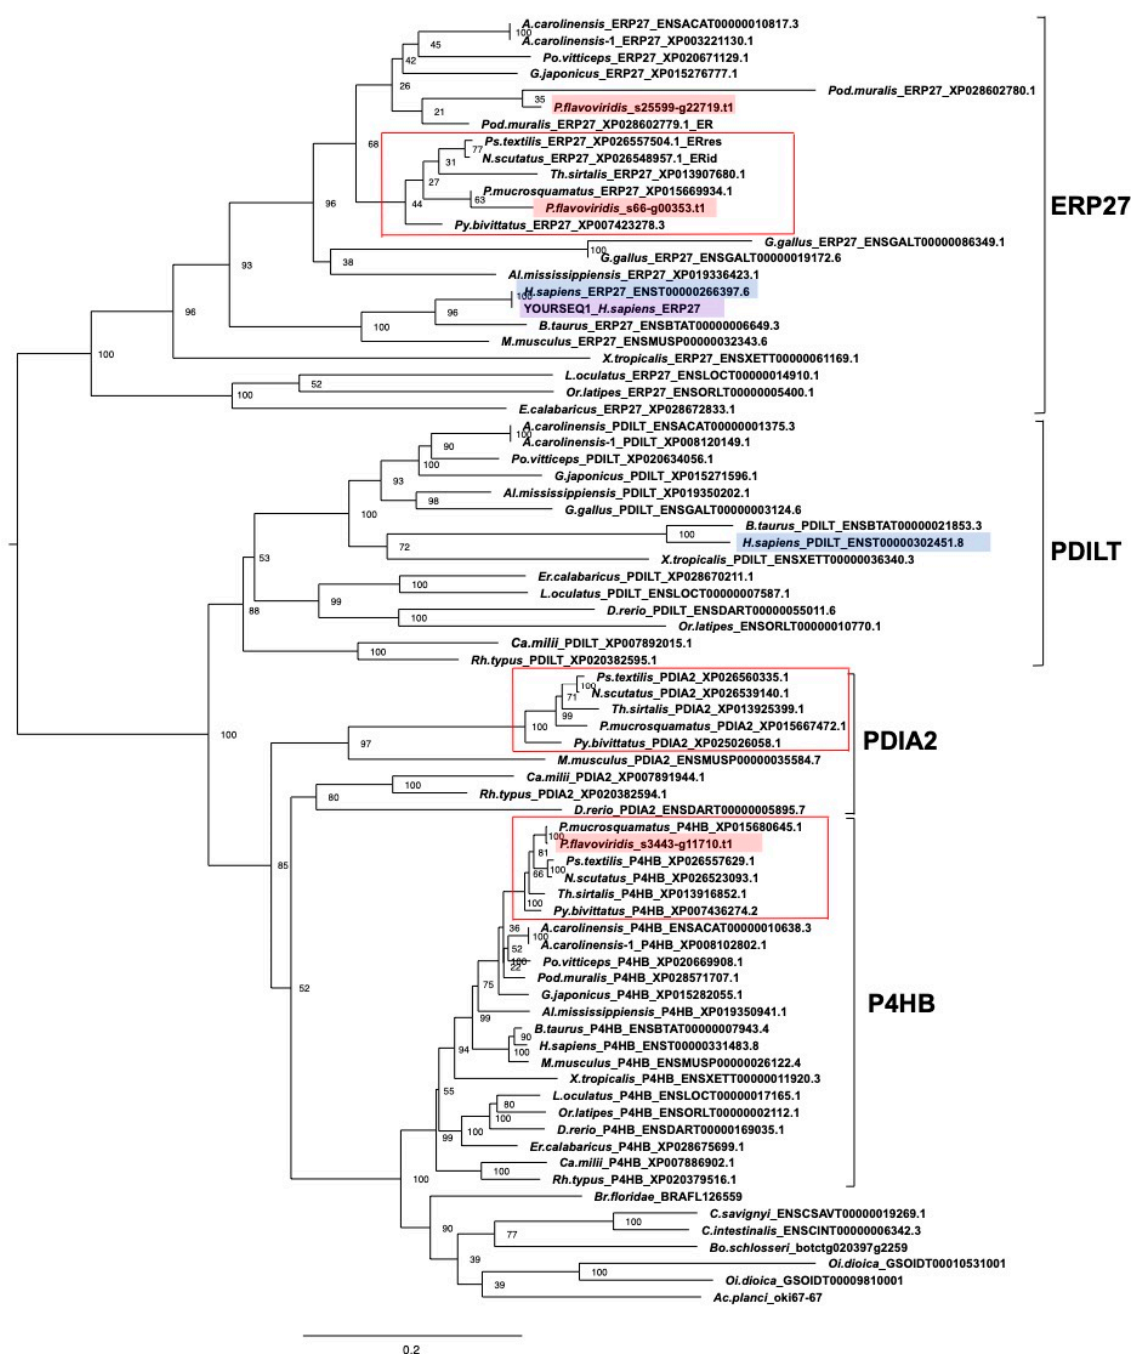 A.carolinensis_ERP27_ENSACAT00000010817.3
100
A.carolinensis-1_ERP27_XP003221130.1
45
Po.vitticeps_ERP27_XP020671129.1
42
G.japonicus_ERP27_XP015276777.1
26
Pod.muralis_ERP27_XP028602780.1
35
P.flavoviridis_s25599-g22719.t1
21
Pod.muralis_ERP27_XP028602779.1_ER
68
Ps.textilis_ERP27_XP026557504.1_ERres
77
N.scutatus_ERP27_XP026548957.1_ERid
31
Th.sirtalis_ERP27_XP013907680.1
27
P.mucrosquamatus_ERP27_XP015669934.1
63
44
P.flavoviridis_s66-g00353.t1
96
ERP27
Py.bivittatus_ERP27_XP007423278.3
G.gallus_ERP27_ENSGALT00000086349.1
100
G.gallus_ERP27_ENSGALT00000019172.6
38
93
Al.mississippiensis_ERP27_XP019336423.1
H.sapiens_ERP27_ENST00000266397.6
100
YOURSEQ1_H.sapiens_ERP27
96
96
B.taurus_ERP27_ENSBTAT00000006649.3
100
M.musculus_ERP27_ENSMUSP00000032343.6
100
X.tropicalis_ERP27_ENSXETT00000061169.1
L.oculatus_ERP27_ENSLOCT00000014910.1
52
Or.latipes_ERP27_ENSORLT00000005400.1
100
E.calabaricus_ERP27_XP028672833.1
A.carolinensis_PDILT_ENSACAT00000001375.3
100
A.carolinensis-1_PDILT_XP008120149.1
90
Po.vitticeps_PDILT_XP020634056.1
100
G.japonicus_PDILT_XP015271596.1
93
Al.mississippiensis_PDILT_XP019350202.1
98
G.gallus_PDILT_ENSGALT00000003124.6
100
B.taurus_PDILT_ENSBTAT00000021853.3
100
H.sapiens_PDILT_ENST00000302451.8
72
PDILT
53
X.tropicalis_PDILT_ENSXETT00000036340.3
Er.calabaricus_PDILT_XP028670211.1
100
L.oculatus_PDILT_ENSLOCT00000007587.1
99
D.rerio_PDILT_ENSDART00000055011.6
88
100
Or.latipes_ENSORLT00000010770.1
Ca.milii_PDILT_XP007892015.1
100
Rh.typus_PDILT_XP020382595.1
Ps.textilis_PDIA2_XP026560335.1
100
N.scutatus_PDIA2_XP026539140.1
71
Th.sirtalis_PDIA2_XP013925399.1
99
P.mucrosquamatus_PDIA2_XP015667472.1
100
100
Py.bivittatus_PDIA2_XP025026058.1
97
PDIA2
M.musculus_PDIA2_ENSMUSP00000035584.7
Ca.milii_PDIA2_XP007891944.1
100
Rh.typus_PDIA2_XP020382594.1
80
D.rerio_PDIA2_ENSDART00000005895.7
P.mucrosquamatus_P4HB_XP015680645.1
100
P.flavoviridis_s3443-g11710.t1
81
Ps.textilis_P4HB_XP026557629.1
85
66
100
N.scutatus_P4HB_XP026523093.1
Th.sirtalis_P4HB_XP013916852.1
100
Py.bivittatus_P4HB_XP007436274.2
36
A.carolinensis_P4HB_ENSACAT00000010638.3
100
A.carolinensis-1_P4HB_XP008102802.1
52
Po.vitticeps_P4HB_XP020669908.1
100
22
Pod.muralis_P4HB_XP028571707.1
75
52
G.japonicus_P4HB_XP015282055.1
P4HB
Al.mississippiensis_P4HB_XP019350941.1
99
B.taurus_P4HB_ENSBTAT00000007943.4
90
H.sapiens_P4HB_ENST00000331483.8
94
100
M.musculus_P4HB_ENSMUSP00000026122.4
X.tropicalis_P4HB_ENSXETT00000011920.3
55
L.oculatus_P4HB_ENSLOCT00000017165.1
80
Or.latipes_P4HB_ENSORLT00000002112.1
100
D.rerio_P4HB_ENSDART00000169035.1
100
99
Er.calabaricus_P4HB_XP028675699.1
Ca.milii_P4HB_XP007886902.1
100
100
Rh.typus_P4HB_XP020379516.1
Br.floridae_BRAFL126559
C.savignyi_ENSCSAVT00000019269.1
100
90
C.intestinalis_ENSCINT00000006342.3
77
Bo.schlosseri_botctg020397g2259
39
Oi.dioica_GSOIDT00010531001
100
Oi.dioica_GSOIDT00009810001
39
Ac.planci_oki67-67
0.2